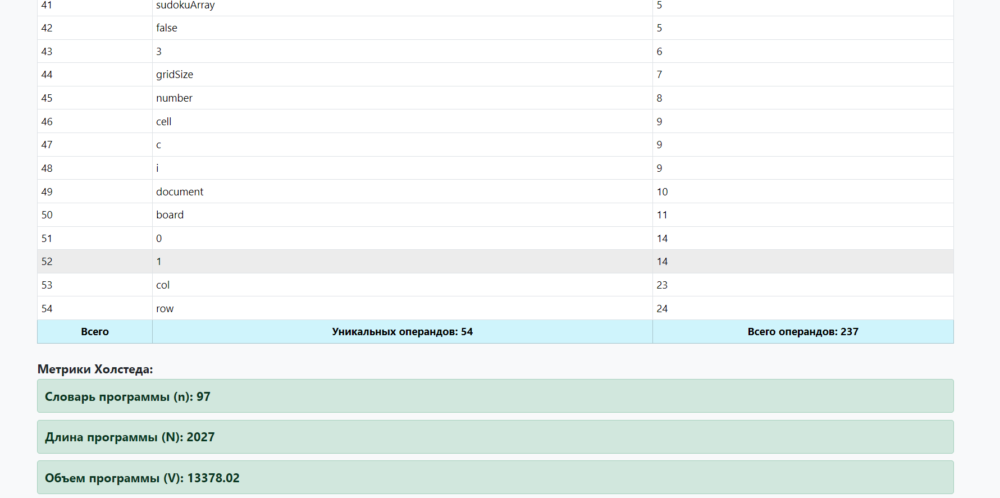 41 sudokuArray 5
42 false 5
43 3 6
44 gridSize 7
45 number 8
46 cell 9
47 c 9
48 i 9
49 document 10
50 board 11
51 0 14
52 1 14
53 col 23
54 row 24
Всего Уникальных операндов: 54 Всего операндов: 237
Метрики Холстеда:
Словарь программы (n): 97
Длина программы (N): 2027
Объем программы (V): 13378.02